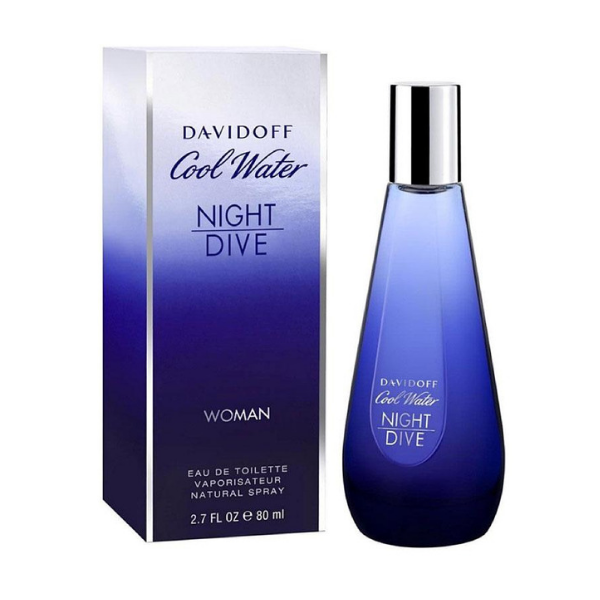 DAVIDOFF
Cool Water
NIGHT
DIVE
WOMAN
EAU DE TOILETTE
VAPORISATEUR
NATURAL SPRAY
2.7 FL OZ e 80 ml
DAVIDOFF
Cool Water
NIGHT
DIVE